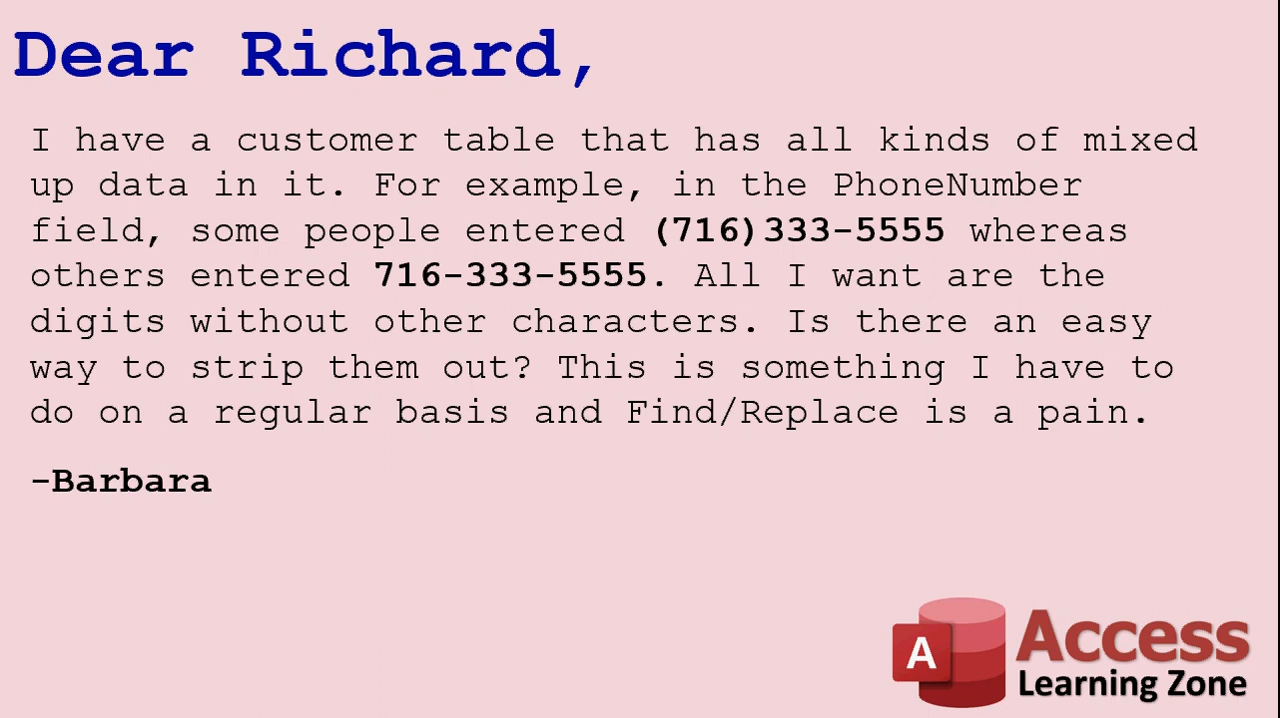 Dear Richard,
I have a customer table that has all kinds of mixed
up data in it. For example, in the PhoneNumber
field, some people entered (716)333-5555 whereas
others entered 716-333-5555. All I want are the
digits without other characters. Is there an easy
way to strip them out? This is something I have to
do on a regular basis and Find/Replace is a pain.
-Barbara
A
Access
Learning Zone